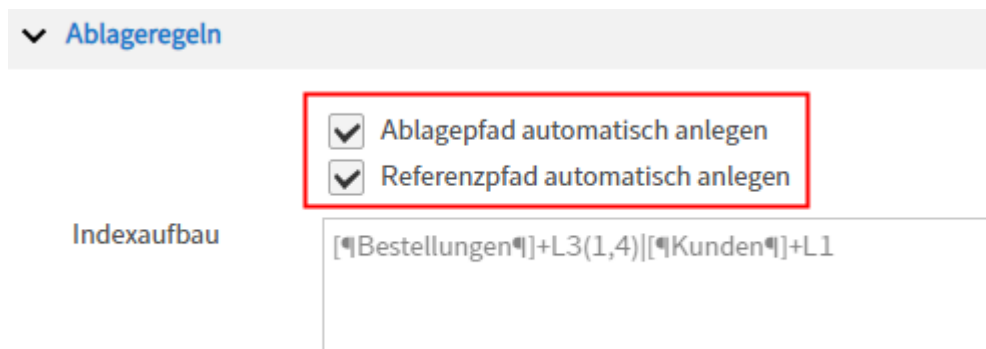 Ablageregeln
Ablagepfad automatisch anlegen
Referenzpfad automatisch anlegen
Indexaufbau
[¶Bestellungen¶]+L3(1,4)|[¶Kunden¶]+L1